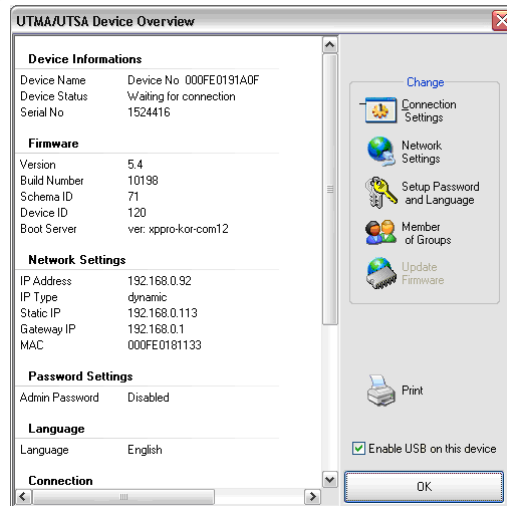 UTMA/UTSA Device Overview
Device Informations
Device Name Device No 000FE0191A0F
Device Status Waiting for connection
Serial No 1524416
Firmware
Version 5.4
Build Number 10198
Schema ID 71
Device ID 120
Boot Server ver: xppro-kor-com12
Network Settings
IP Address 192.168.0.92
IP Type dynamic
Static IP 192.168.0.113
Gateway IP 192.168.0.1
MAC 000FE0181133
Password Settings
Admin Password Disabled
Language
Language English
Connection
Change
Connection
Settings
Network
Settings
Setup Password
and Language
Member
of Groups
Update
Firmware
Print
Enable USB on this device
OK